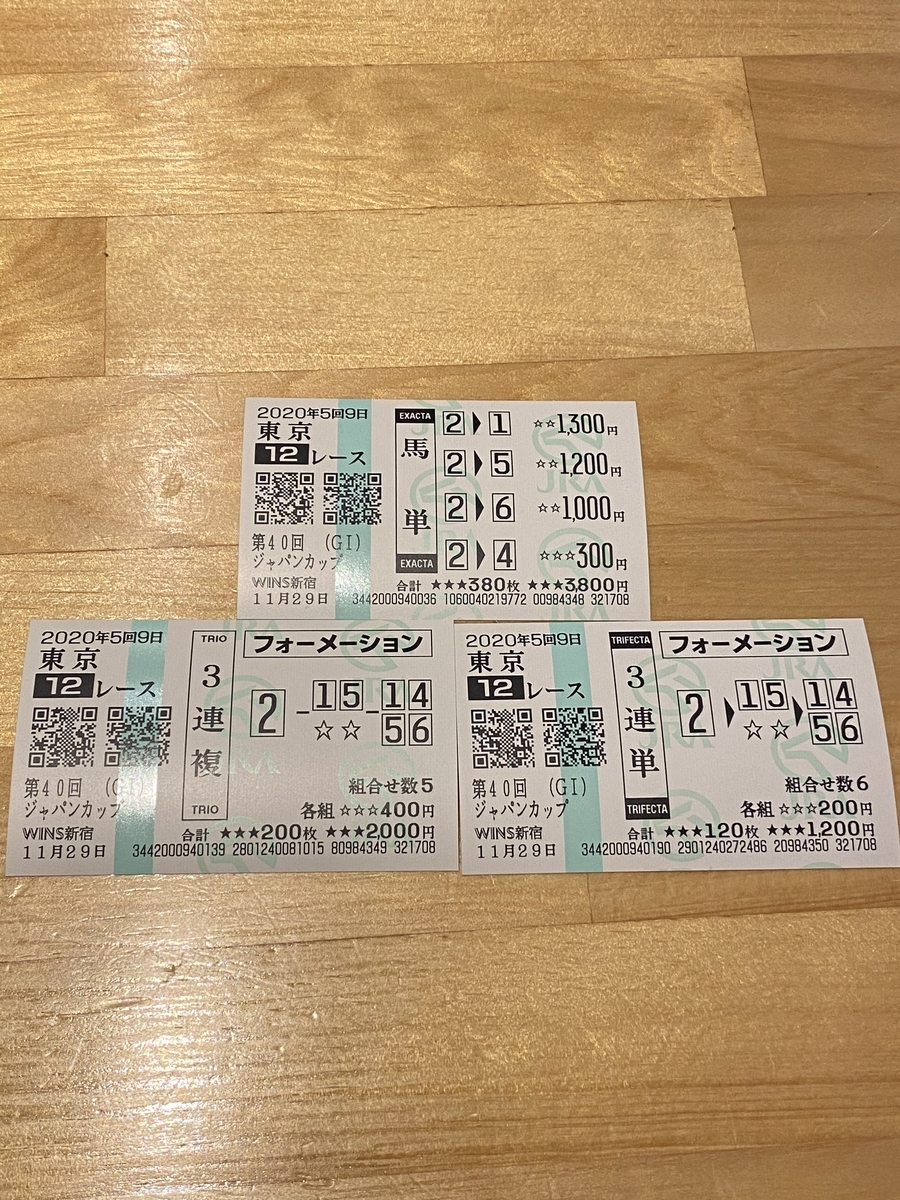 2020年5回9日
東京
12レース
第40回 (GI)
ジャパンカップ
WINS新宿
11月29日
EXACTA
馬単
EXACTA
2▶1 ☆☆1,300円
2▶5 ☆☆1,200円
2▶6 ☆☆1,000円
2▶4 ☆☆☆300円
合計 ★★★380枚 ★★★3,800円
3442000940036 1060040219772 00984348 321708
JRA
2020年5回9日
東京
12レース
第40回 (GI)
ジャパンカップ
WINS新宿
11月29日
TRIO
3連複
TRIO
フォーメーション
2-15-14
☆☆ 56
組合せ数5
各組 ☆☆☆400円
合計 ★★★200枚 ★★★2,000円
3442000940139 2801240081015 80984349 321708
2020年5回9日
東京
12レース
第40回 (GI)
ジャパンカップ
WINS新宿
11月29日
TRIFECTA
3連単
TRIFECTA
フォーメーション
2▶15▶14
☆☆ 56
組合せ数6
各組 ☆☆☆200円
合計 ★★★120枚 ★★★1,200円
3442000940190 2901240272486 20984350 321708
JRA